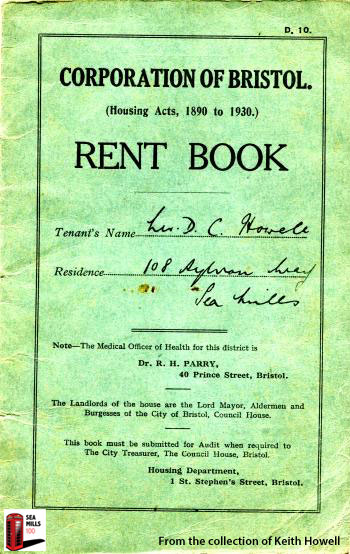 D. 10.
CORPORATION OF BRISTOL.
(Housing Acts, 1890 to 1930.)
RENT BOOK
Tenant's Name D. C. Howell
Residence 108 Sylvan Way
Sea Mills
Note—The Medical Officer of Health for this district is
Dr. R. H. PARRY,
40 Prince Street, Bristol.
The Landlords of the house are the Lord Mayor, Aldermen and
Burgesses of the City of Bristol, Council House.
This book must be submitted for Audit when required to
The City Treasurer, The Council House, Bristol.
Housing Department,
1 St. Stephen's Street, Bristol.
SEA
MILLS
100
From the collection of Keith Howell